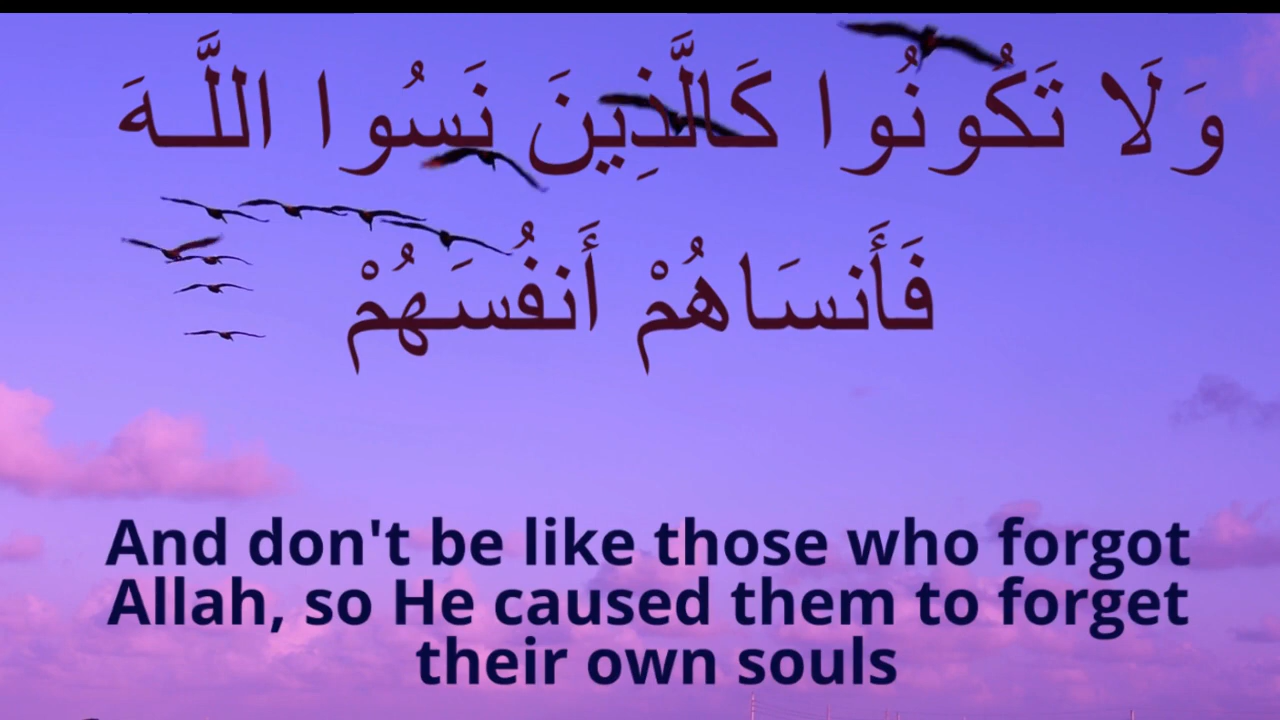 وَلَا تَكُونُوا كَالَّذِينَ نَسُوا اللَّـهَ
فَأَنسَاهُمْ أَنفُسَهُمْ
And don't be like those who forgot
Allah, so He caused them to forget
their own souls